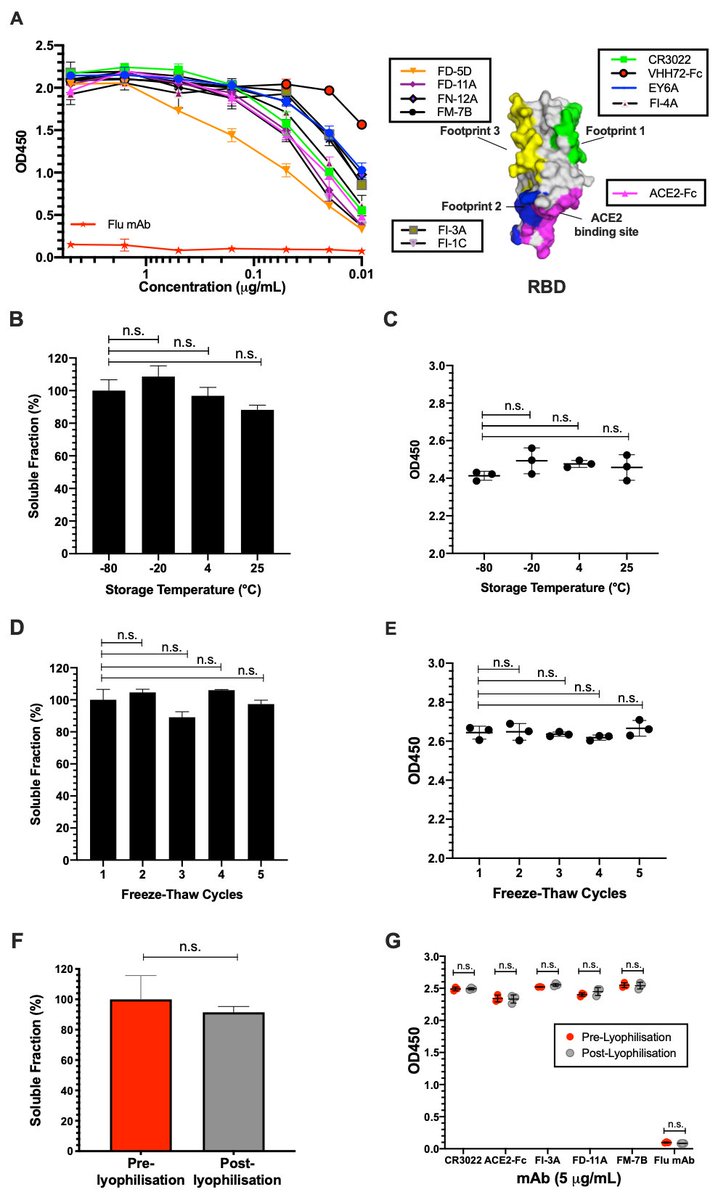 A
2.5
2.0
1.5
1.0
0.5
0.0
OD450
Flu mAb
1
0.1
0.01
Concentration (μg/mL)
FD-5D
FD-11A
FN-12A
FM-7B
CR3022
VHH72-Fc
EY6A
FI-4A
Footprint 3
Footprint 1
ACE2-Fc
Footprint 2
ACE2
binding site
FI-3A
FI-1C
RBD
B
n.s.
n.s.
n.s.
120
100
80
60
40
20
0
Soluble Fraction (%)
-80 -20 4 25
Storage Temperature (°C)
C
3.0
2.8
2.6
2.4
2.2
2.0
OD450
n.s.
n.s.
n.s.
-80 -20 4 25
Storage Temperature (°C)
D
n.s.
n.s.
n.s.
n.s.
120
100
80
60
40
20
0
Soluble Fraction (%)
1 2 3 4 5
Freeze-Thaw Cycles
E
3.0
2.8
2.6
2.4
2.2
2.0
OD450
n.s.
n.s.
n.s.
n.s.
1 2 3 4 5
Freeze-Thaw Cycles
F
n.s.
120
100
80
60
40
20
0
Soluble Fraction (%)
Pre-
lyophilisation
Post-
lyophilisation
G
3.0
2.5
2.0
1.5
1.0
0.5
0.0
OD450
n.s. n.s. n.s. n.s. n.s.
Pre-Lyophilisation
Post-Lyophilisation
n.s.
CR3022 ACE2-Fc FI-3A FD-11A FM-7B Flu mAb
mAb (5 μg/mL)